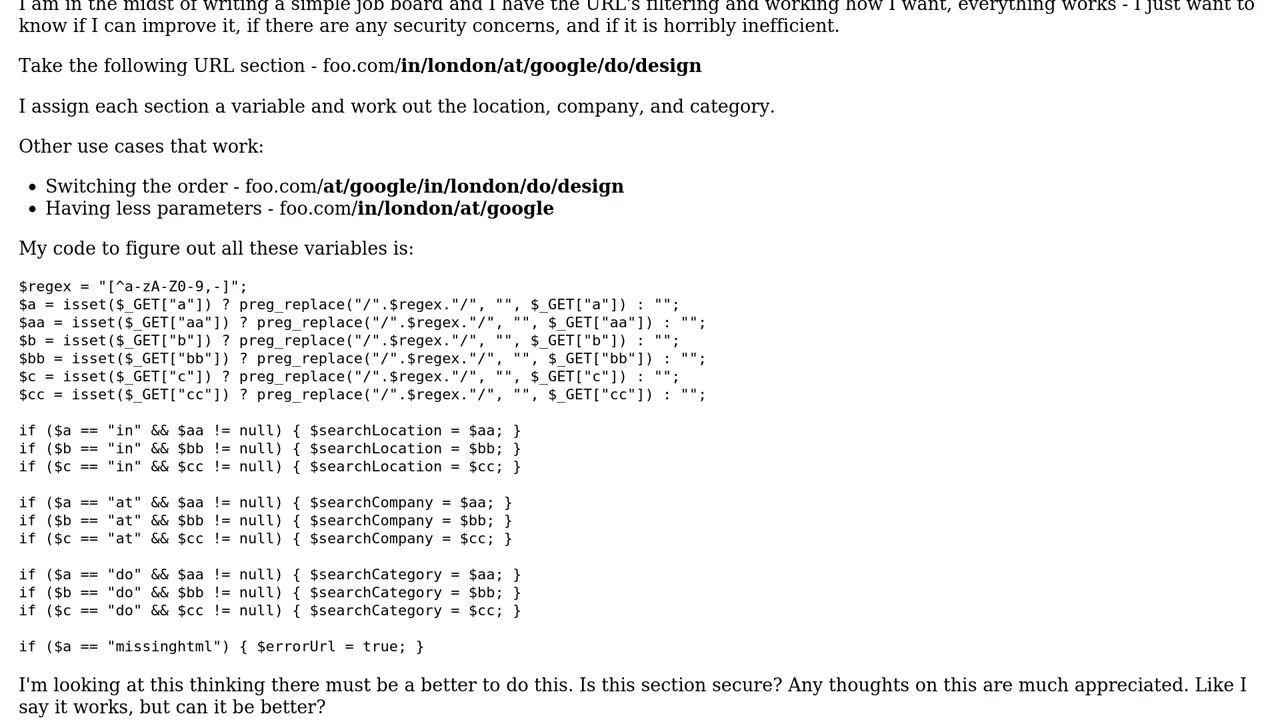 I am in the midst of writing a simple job board and I have the URL's filtering and working how I want, everything works - I just want to
know if I can improve it, if there are any security concerns, and if it is horribly inefficient.
Take the following URL section - foo.com/in/london/at/google/do/design
I assign each section a variable and work out the location, company, and category.
Other use cases that work:
• Switching the order - foo.com/at/google/in/london/do/design
• Having less parameters - foo.com/in/london/at/google
My code to figure out all these variables is:
$regex = "[^a-zA-Z0-9,-]";
$a = isset($_GET["a"]) ? preg_replace("/".$regex."/", "", $_GET["a"]) : "";
$aa = isset($_GET["aa"]) ? preg_replace("/".$regex."/", "", $_GET["aa"]) : "";
$b = isset($_GET["b"]) ? preg_replace("/".$regex."/", "", $_GET["b"]) : "";
$bb = isset($_GET["bb"]) ? preg_replace("/".$regex."/", "", $_GET["bb"]) : "";
$c = isset($_GET["c"]) ? preg_replace("/".$regex."/", "", $_GET["c"]) : "";
$cc = isset($_GET["cc"]) ? preg_replace("/".$regex."/", "", $_GET["cc"]) : "";
if ($a == "in" && $aa != null) { $searchLocation = $aa; }
if ($b == "in" && $bb != null) { $searchLocation = $bb; }
if ($c == "in" && $cc != null) { $searchLocation = $cc; }
if ($a == "at" && $aa != null) { $searchCompany = $aa; }
if ($b == "at" && $bb != null) { $searchCompany = $bb; }
if ($c == "at" && $cc != null) { $searchCompany = $cc; }
if ($a == "do" && $aa != null) { $searchCategory = $aa; }
if ($b == "do" && $bb != null) { $searchCategory = $bb; }
if ($c == "do" && $cc != null) { $searchCategory = $cc; }
if ($a == "missinghtml") { $errorUrl = true; }
I'm looking at this thinking there must be a better to do this. Is this section secure? Any thoughts on this are much appreciated. Like I
say it works, but can it be better?